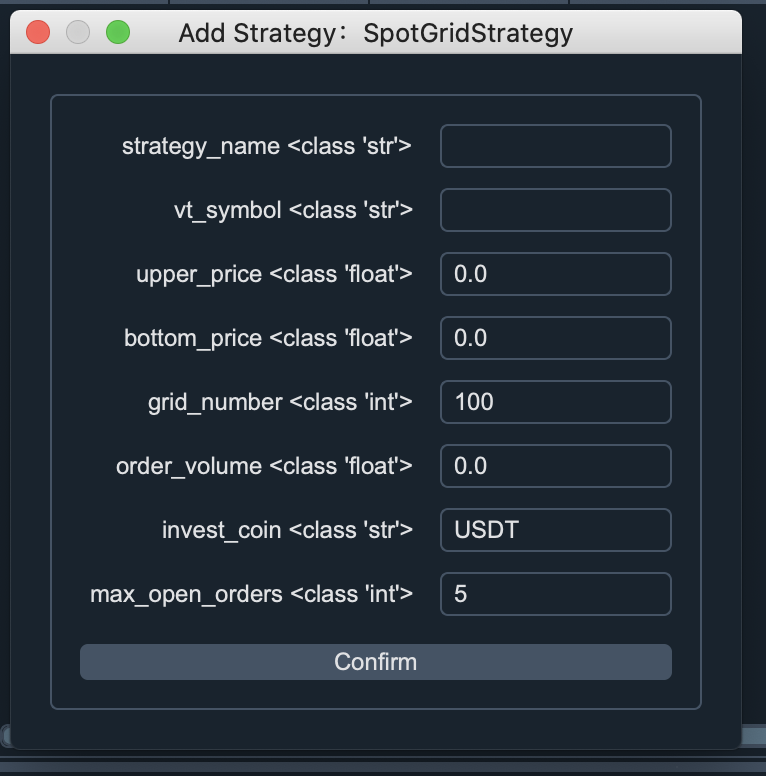 Add Strategy：SpotGridStrategy
strategy_name <class 'str'>
vt_symbol <class 'str'>
upper_price <class 'float'> 0.0
bottom_price <class 'float'> 0.0
grid_number <class 'int'> 100
order_volume <class 'float'> 0.0
invest_coin <class 'str'> USDT
max_open_orders <class 'int'> 5
Confirm